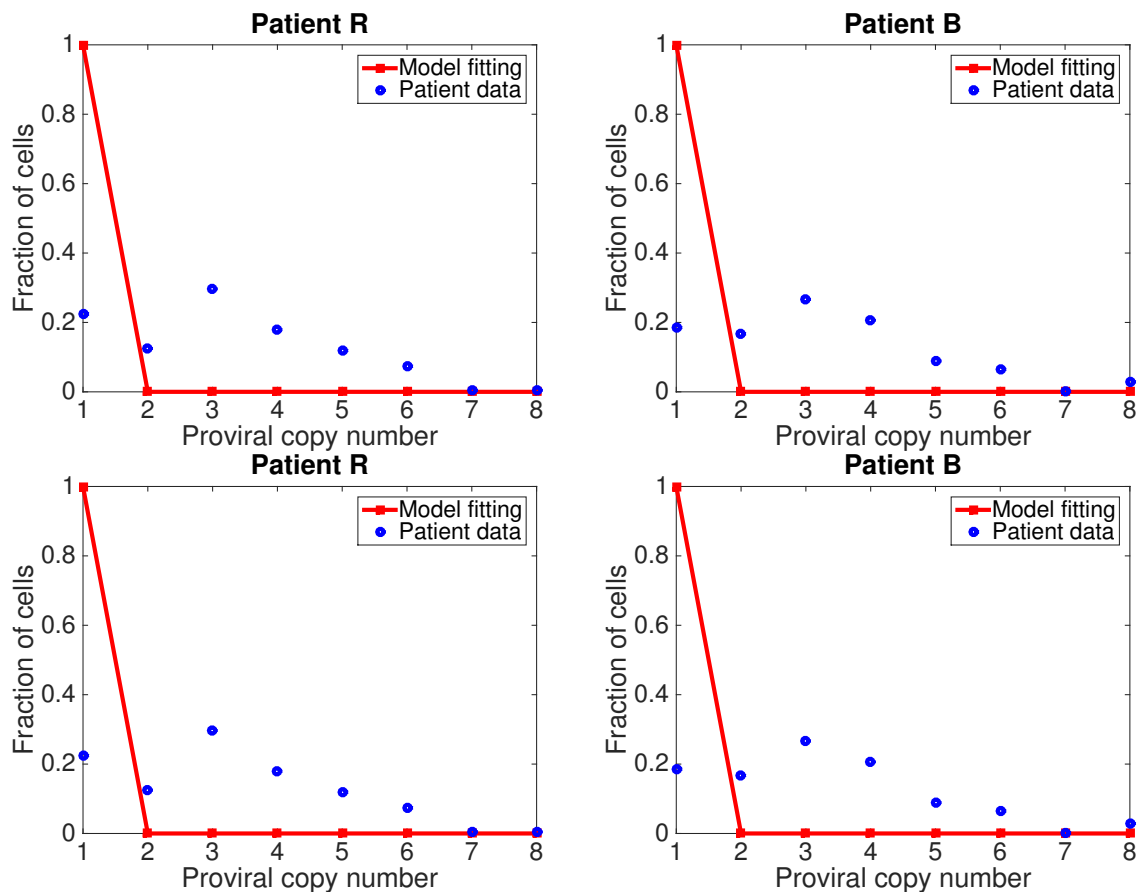 Patient R
Patient B
1
0.8
0.6
0.4
0.2
0
Fraction of cells
Model fitting
Patient data
1 2 3 4 5 6 7 8
Proviral copy number
1
0.8
0.6
0.4
0.2
0
Fraction of cells
Model fitting
Patient data
1 2 3 4 5 6 7 8
Proviral copy number
Patient R
Patient B
1
0.8
0.6
0.4
0.2
0
Fraction of cells
Model fitting
Patient data
1 2 3 4 5 6 7 8
Proviral copy number
1
0.8
0.6
0.4
0.2
0
Fraction of cells
Model fitting
Patient data
1 2 3 4 5 6 7 8
Proviral copy number